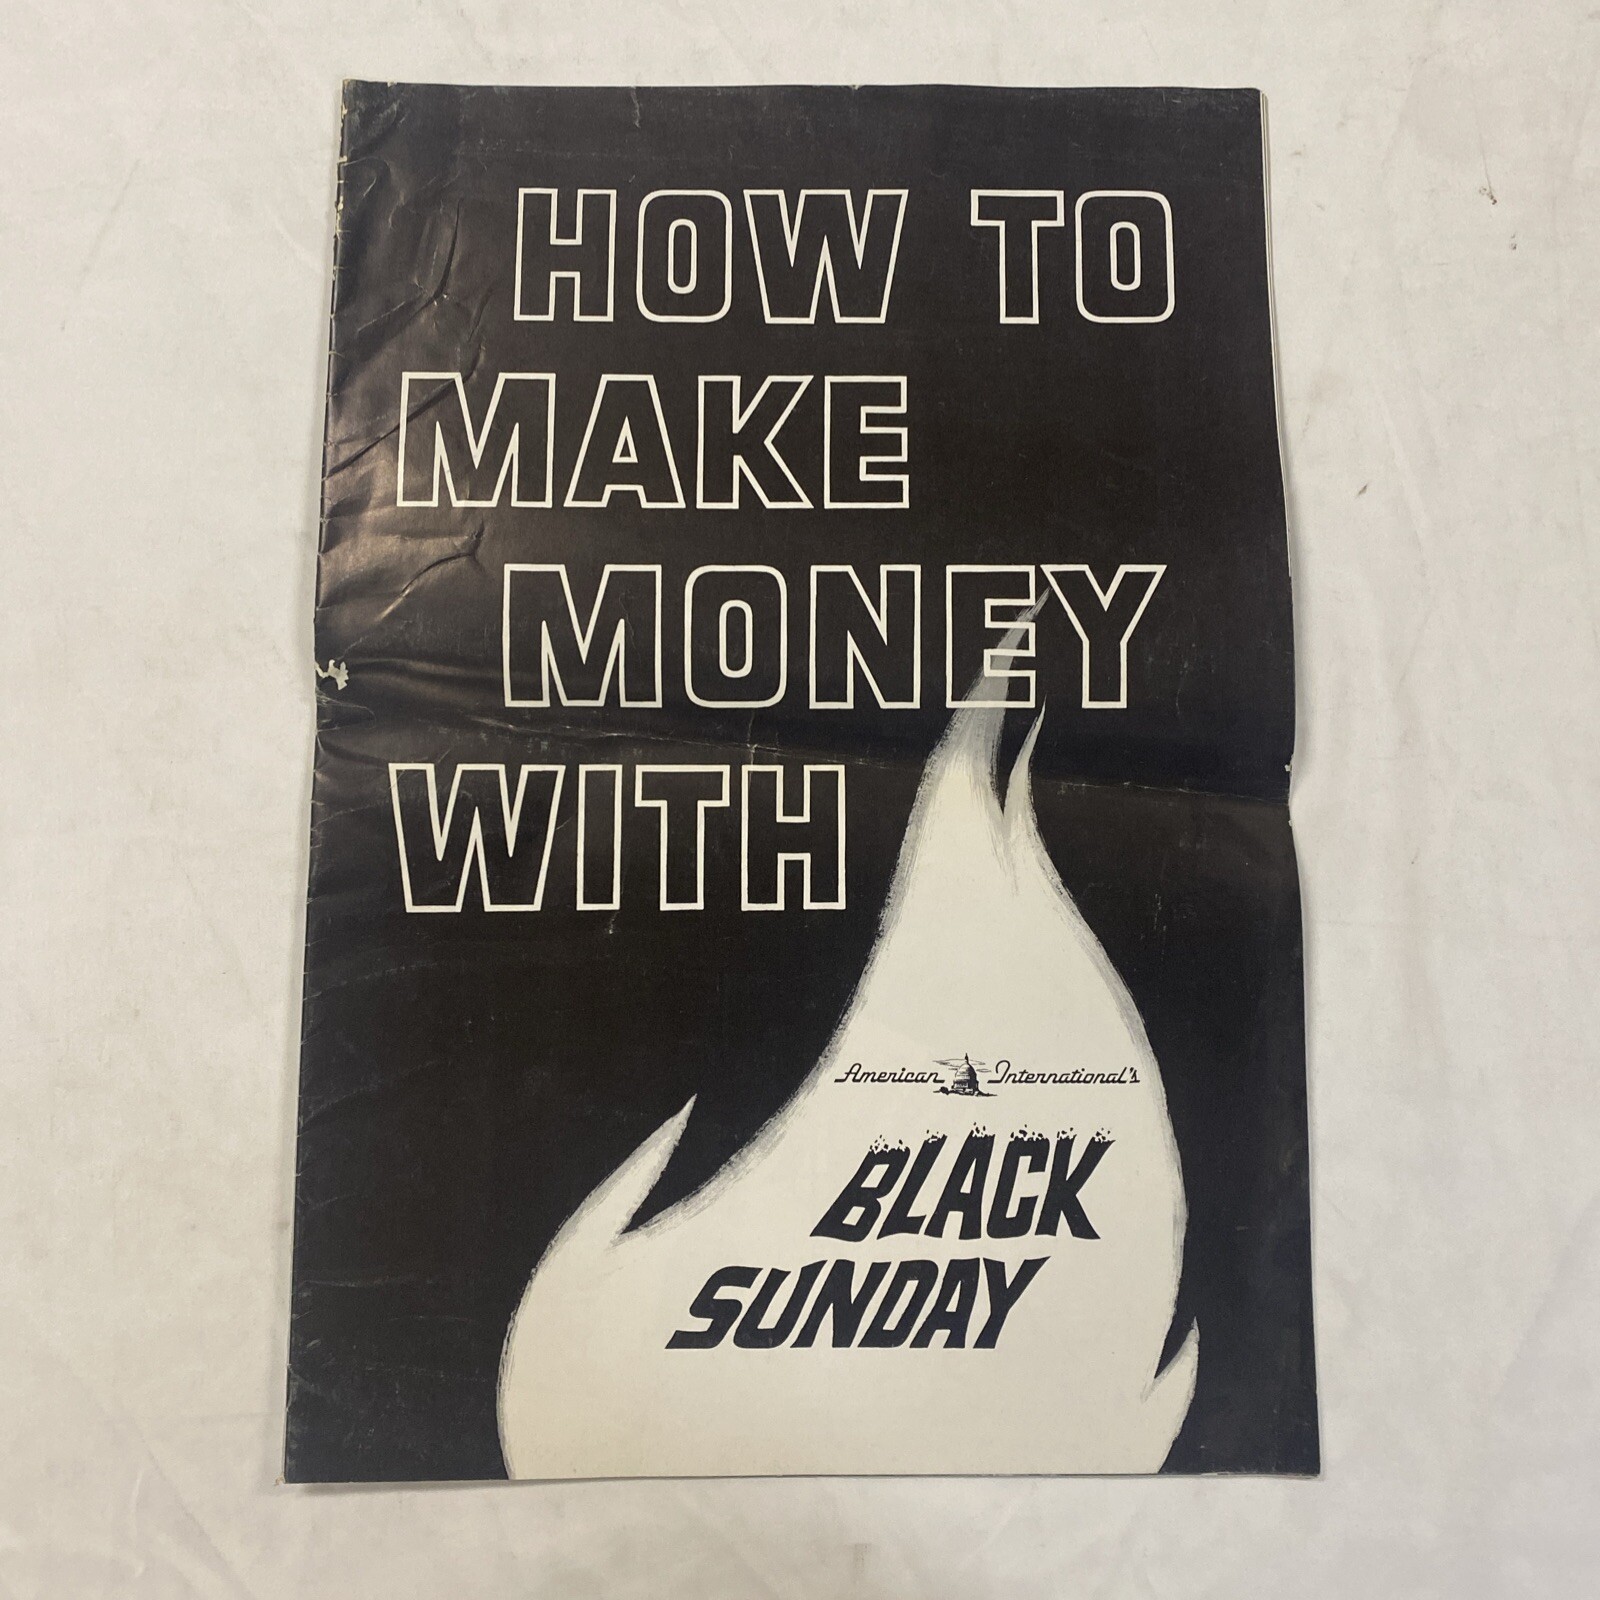 HOW TO
MAKE
MONEY
WITH
American International's
BLACK
SUNDAY